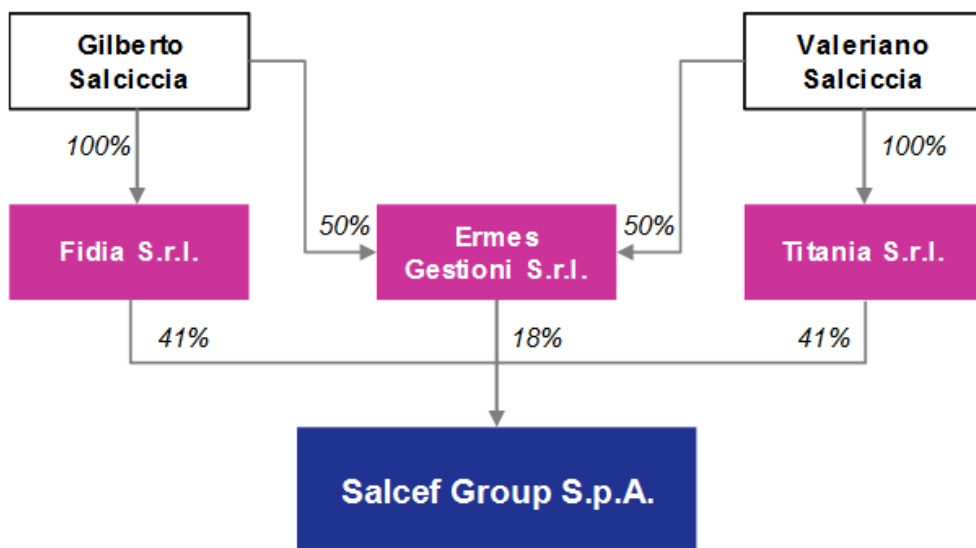 Gilberto
Salciccia
Valeriano
Salciccia
100%
100%
50%
50%
Fidia S.r.l.
Ermes
Gestioni S.r.l.
Titania S.r.l.
41%
18%
41%
Salcef Group S.p.A.